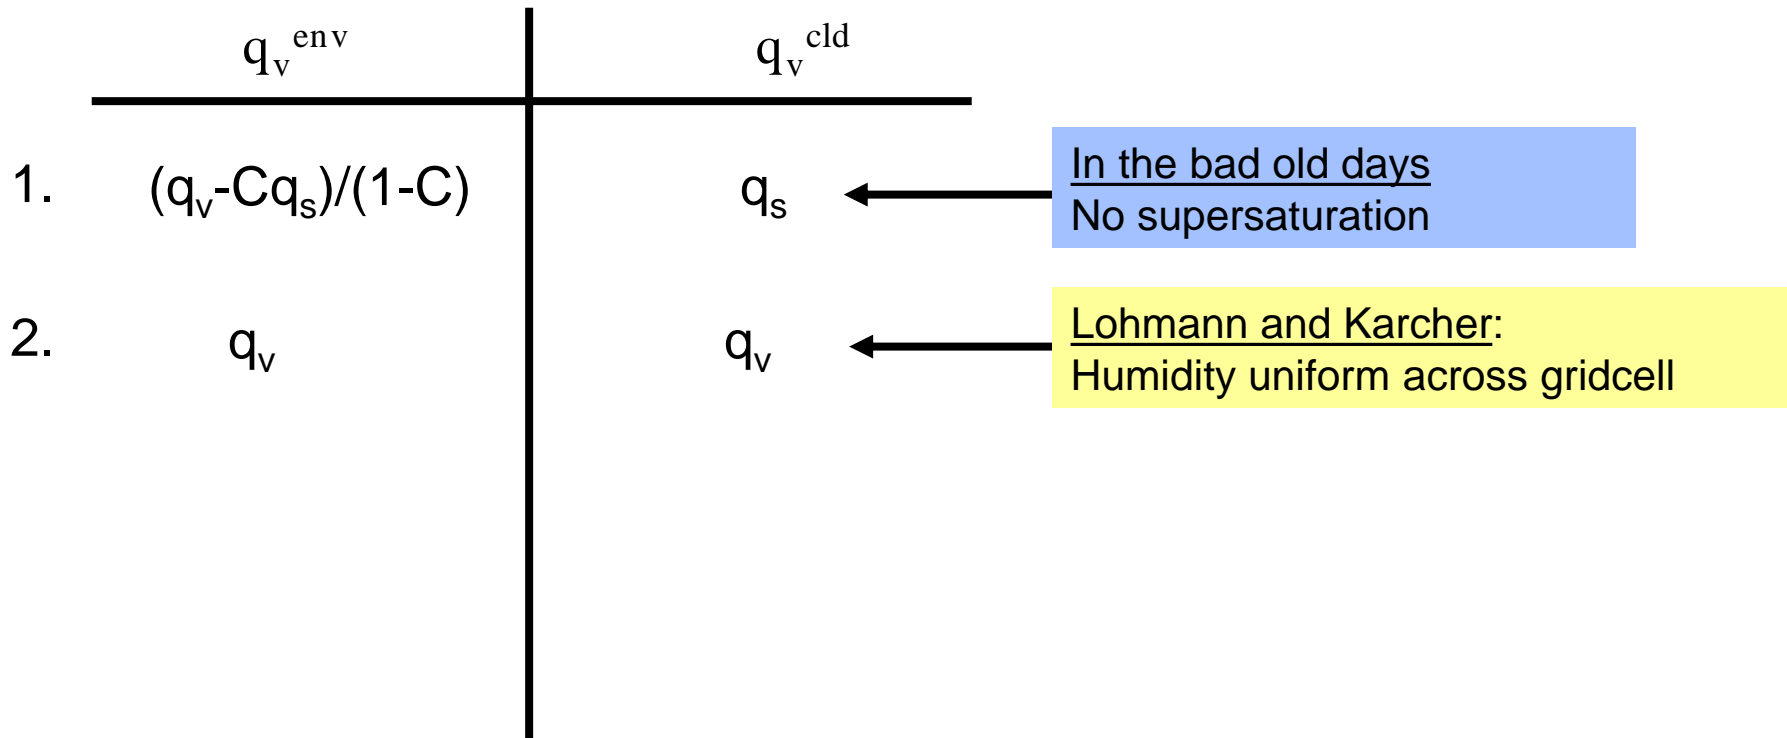 q_v^env q_v^cld
1. (q_v-Cq_s)/(1-C) q_s
In the bad old days
No supersaturation
2. q_v q_v
Lohmann and Karcher:
Humidity uniform across gridcell